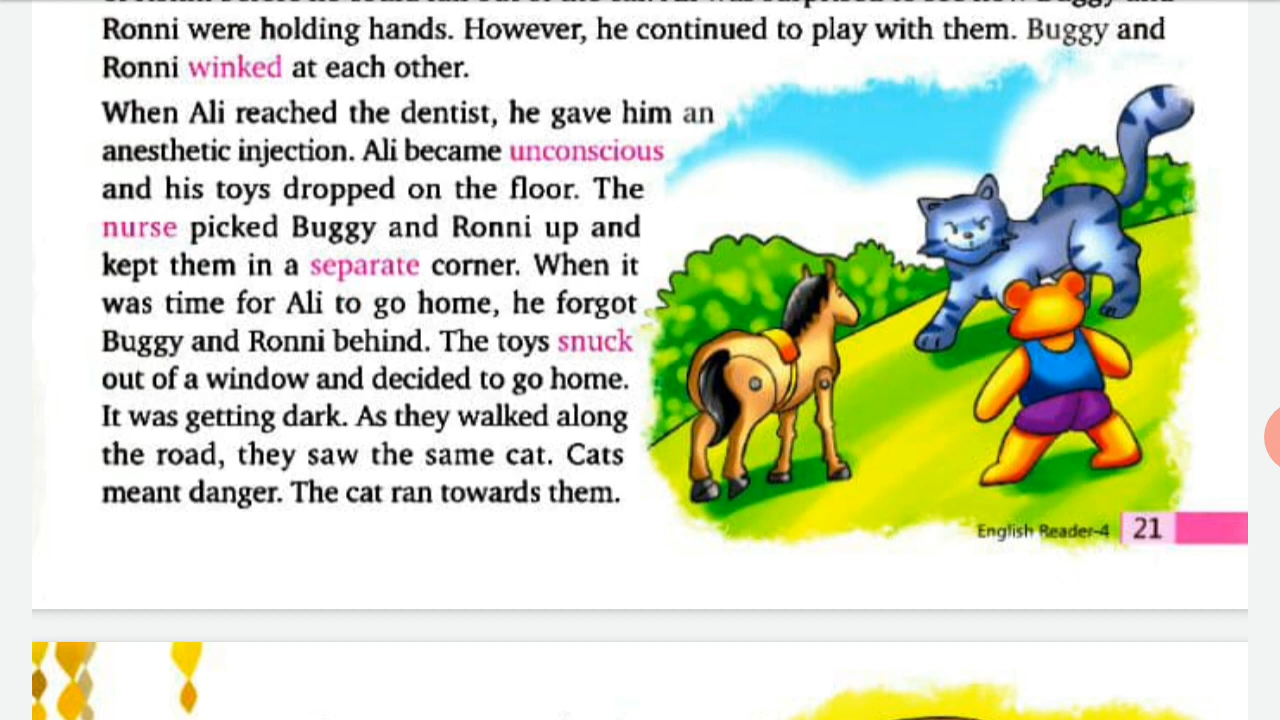 Ronni were holding hands. However, he continued to play with them. Buggy and
Ronni winked at each other.
When Ali reached the dentist, he gave him an
anesthetic injection. Ali became unconscious
and his toys dropped on the floor. The
nurse picked Buggy and Ronni up and
kept them in a separate corner. When it
was time for Ali to go home, he forgot
Buggy and Ronni behind. The toys snuck
out of a window and decided to go home.
It was getting dark. As they walked along
the road, they saw the same cat. Cats
meant danger. The cat ran towards them.
English Reader-4 21